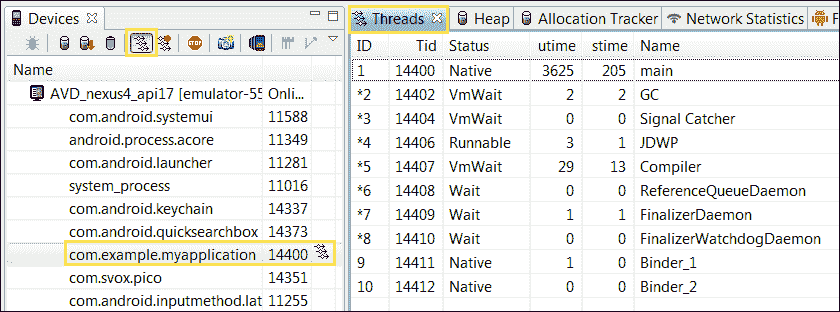 Devices
Name
AVD_nexus4_api17 [emulator-55 Onli...
com.android.systemui 11588
android.process.acore 11349
com.android.launcher 11281
system_process 11016
com.android.keychain 14337
com.android.quicksearchbox 14373
com.example.myapplication 14400
com.svox.pico 14351
com.android.inputmethod.lat 11255
Threads Heap Allocation Tracker Network Statistics F
ID Tid Status utime stime Name
1 14400 Native 3625 205 main
*2 14402 VmWait 2 2 GC
*3 14404 VmWait 0 0 Signal Catcher
*4 14406 Runnable 3 1 JDWP
*5 14407 VmWait 29 13 Compiler
*6 14408 Wait 0 0 ReferenceQueueDaemon
*7 14409 Wait 1 1 FinalizerDaemon
*8 14410 Wait 0 0 FinalizerWatchdogDaemon
9 14411 Native 1 0 Binder_1
10 14412 Native 0 0 Binder_2